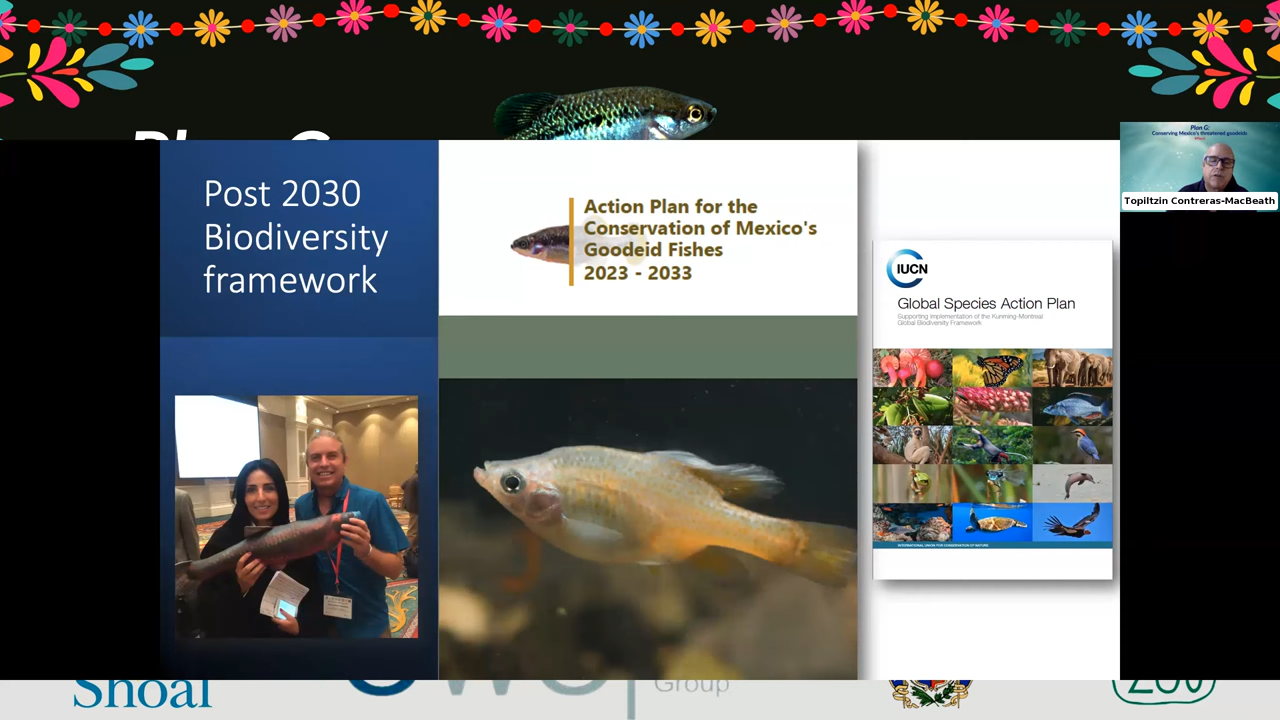 Post 2030
Biodiversity
framework
Action Plan for the
Conservation of Mexico's
Goodeid Fishes
2023 - 2033
IUCN
Global Species Action Plan
Supporting implementation of the Kunming-Montreal
Global Biodiversity Framework
INTERNATIONAL UNION FOR CONSERVATION OF NATURE
Plan G:
Conserving Mexico's threatened goodeids
Topiltzin Contreras-MacBeath
Plan G
Shoal
Group